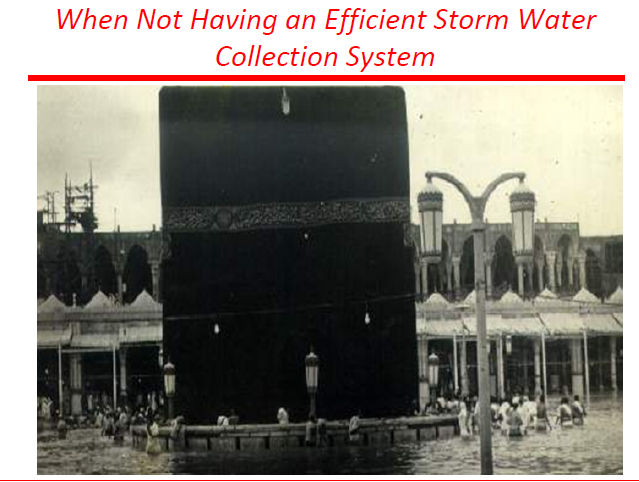 When Not Having an Efficient Storm Water
Collection System